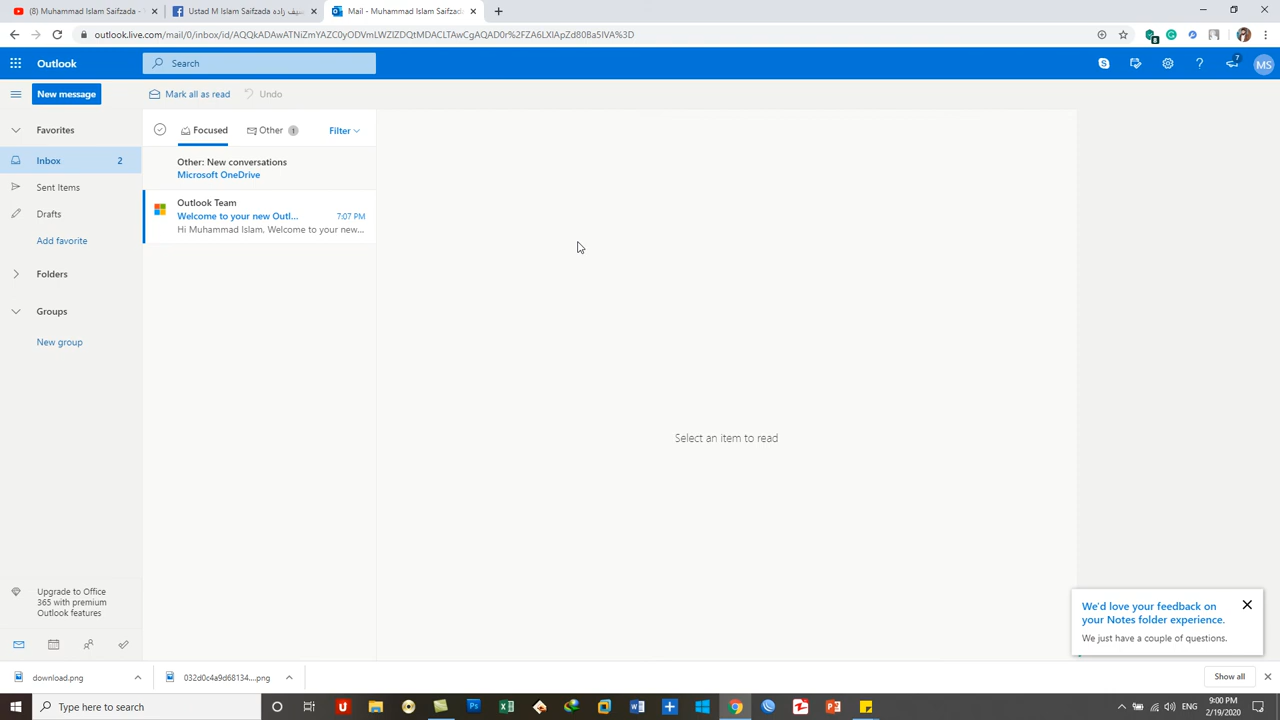 (8) Muhammad Islam Saifzada - Y
Ustad M Islam Saifzada سیف زاده
Mail - Muhammad Islam Saifzada
outlook.live.com/mail/0/inbox/id/AQQkADAwATNiZmYAZC0yODVmLWZlZDQtMDACLTAwCgAQAD0r%2FZA6LXlApZd80Ba5IVA%3D
Outlook
Search
7
MS
New message
Mark all as read
Undo
Favorites
Inbox 2
Sent Items
Drafts
Add favorite
Folders
Groups
New group
Focused
Other 1
Filter
Other: New conversations
Microsoft OneDrive
Outlook Team
Welcome to your new Outl... 7:07 PM
Hi Muhammad Islam, Welcome to your new...
Select an item to read
Upgrade to Office
365 with premium
Outlook features
We'd love your feedback on
your Notes folder experience.
We just have a couple of questions.
download.png
032d0c4a9d68134....png
Show all
Type here to search
ENG
9:00 PM
2/19/2020